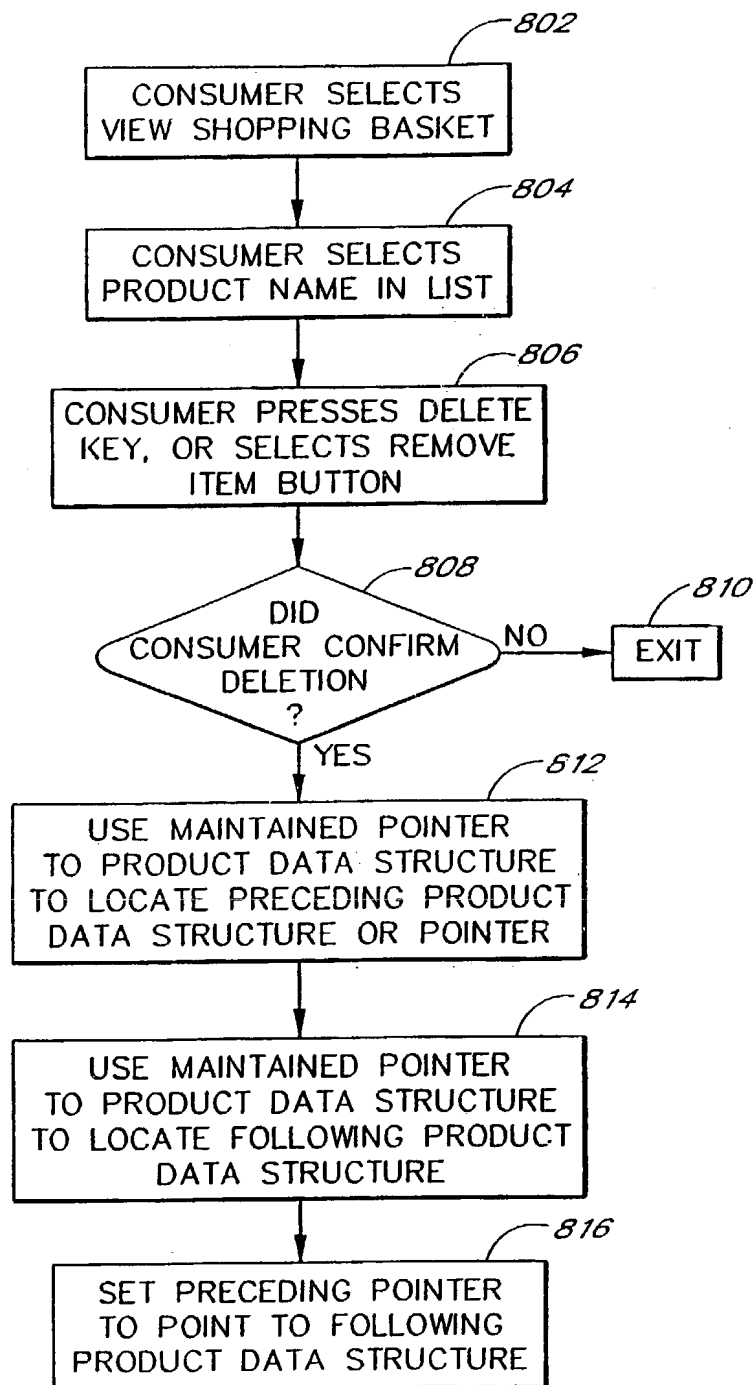 802
CONSUMER SELECTS
VIEW SHOPPING BASKET
804
CONSUMER SELECTS
PRODUCT NAME IN LIST
806
CONSUMER PRESSES DELETE
KEY, OR SELECTS REMOVE
ITEM BUTTON
808
DID
CONSUMER CONFIRM
DELETION
?
NO
810
EXIT
YES
812
USE MAINTAINED POINTER
TO PRODUCT DATA STRUCTURE
TO LOCATE PRECEDING PRODUCT
DATA STRUCTURE OR POINTER
814
USE MAINTAINED POINTER
TO PRODUCT DATA STRUCTURE
TO LOCATE FOLLOWING PRODUCT
DATA STRUCTURE
816
SET PRECEDING POINTER
TO POINT TO FOLLOWING
PRODUCT DATA STRUCTURE